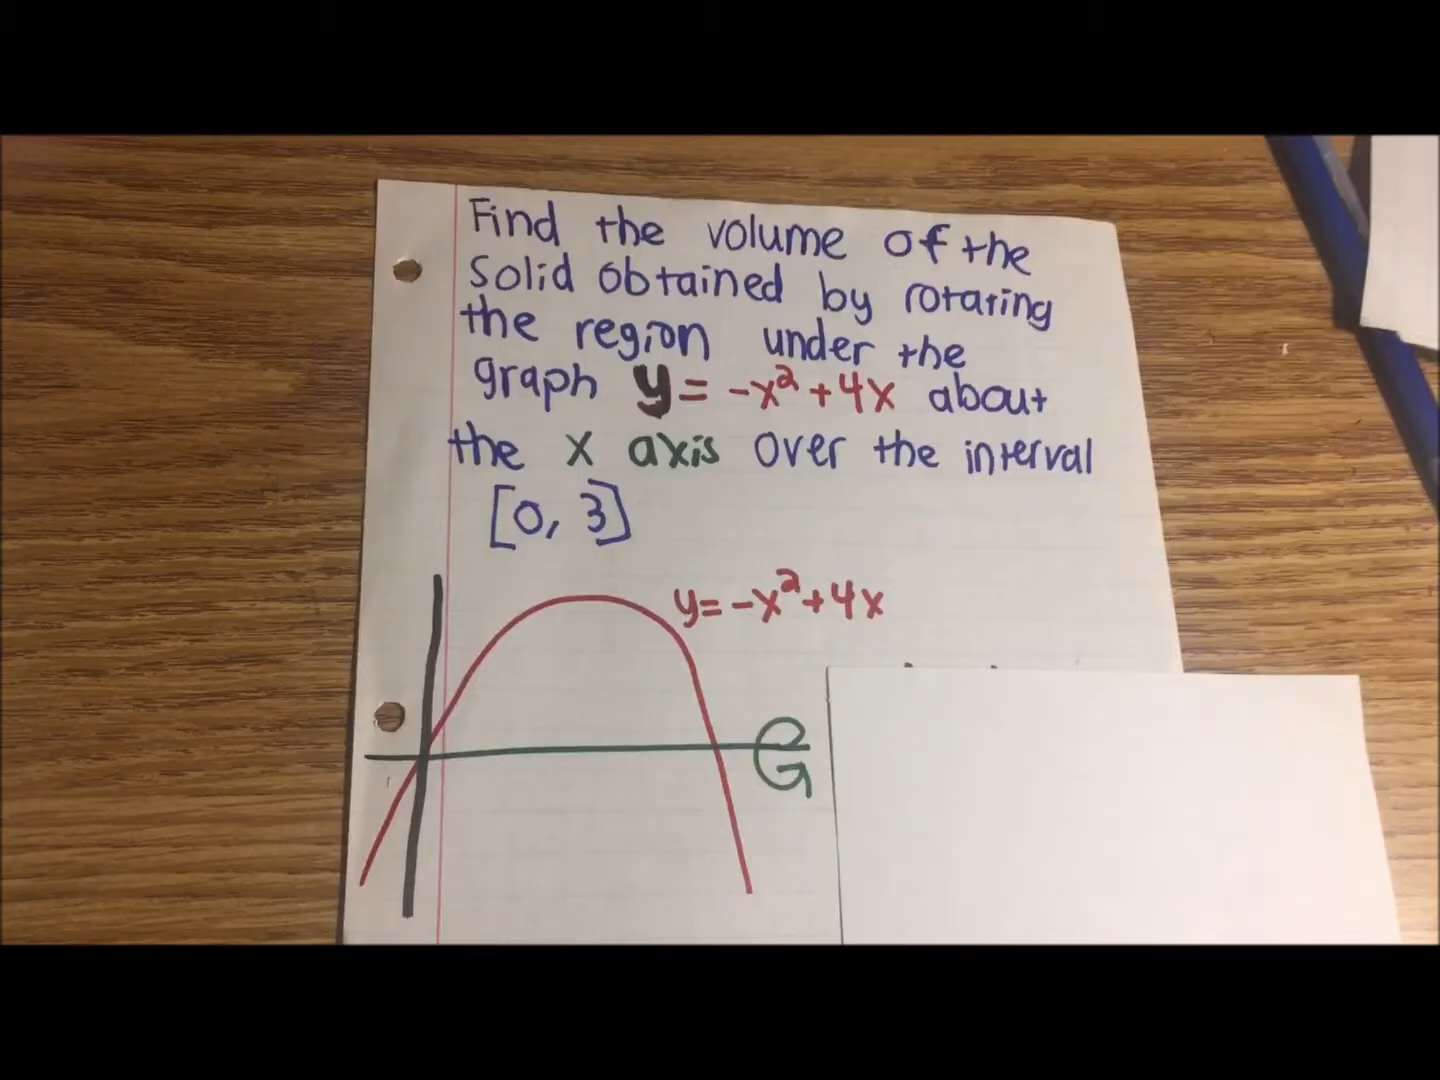 Find the volume of the
solid obtained by rotating
the region under the
graph y = -x² + 4x about
the x axis over the interval
[0, 3]
y = -x² + 4x